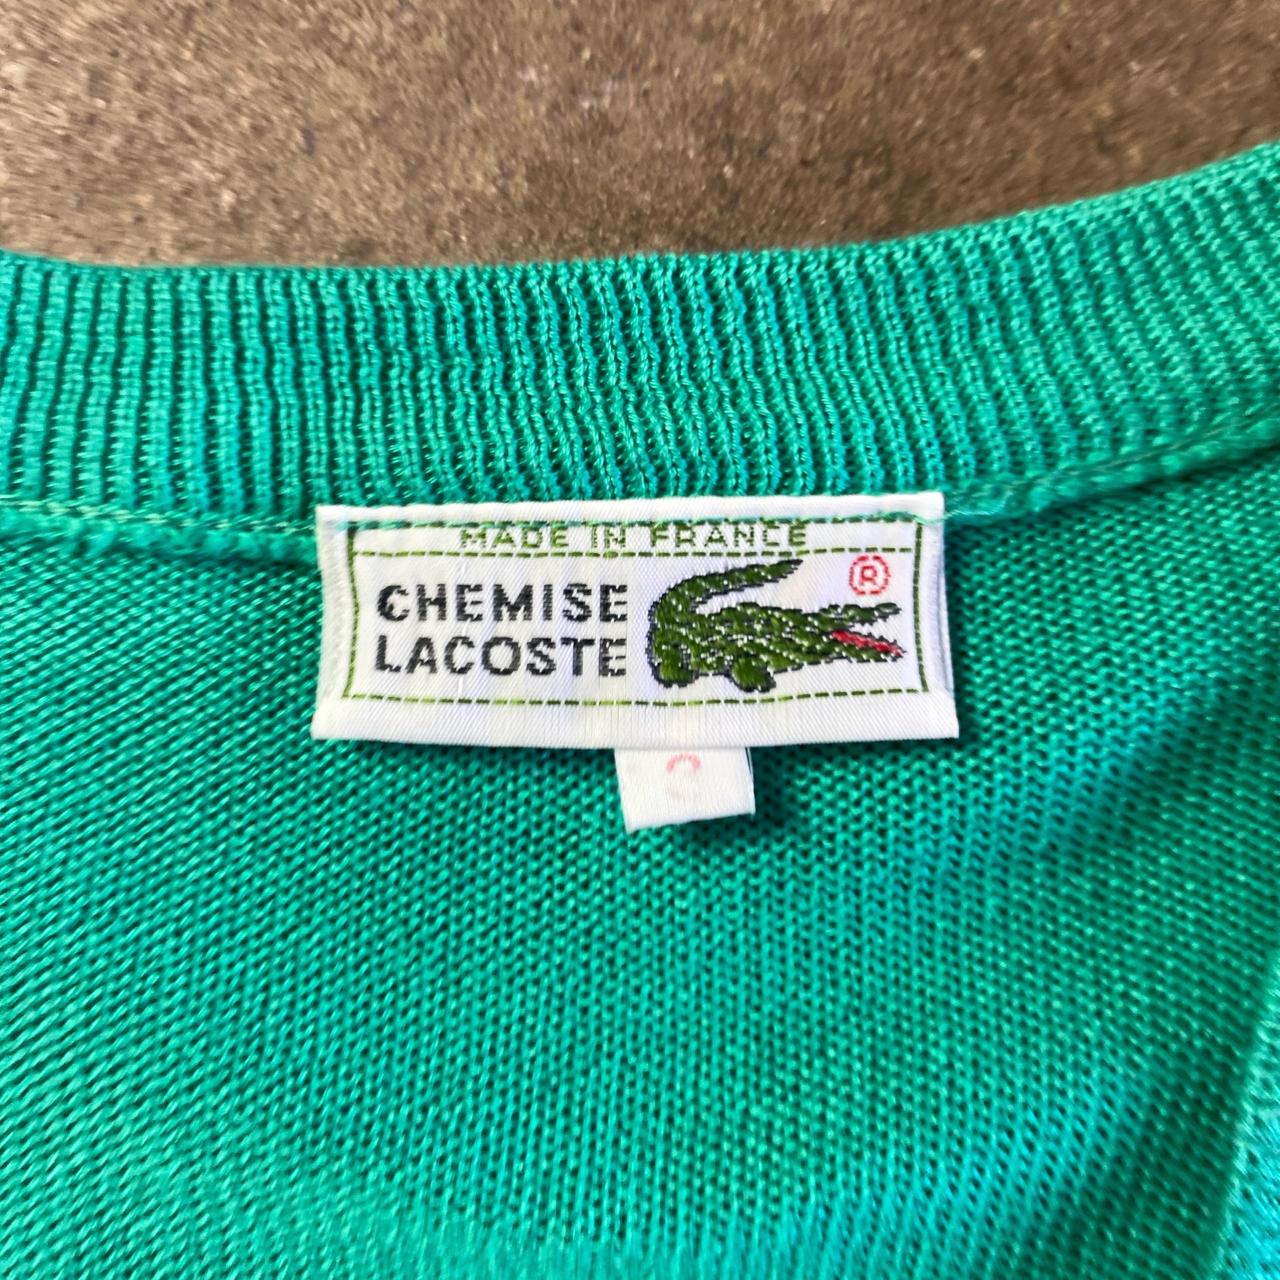 MADE IN FRANCE
CHEMISE
LACOSTE
®